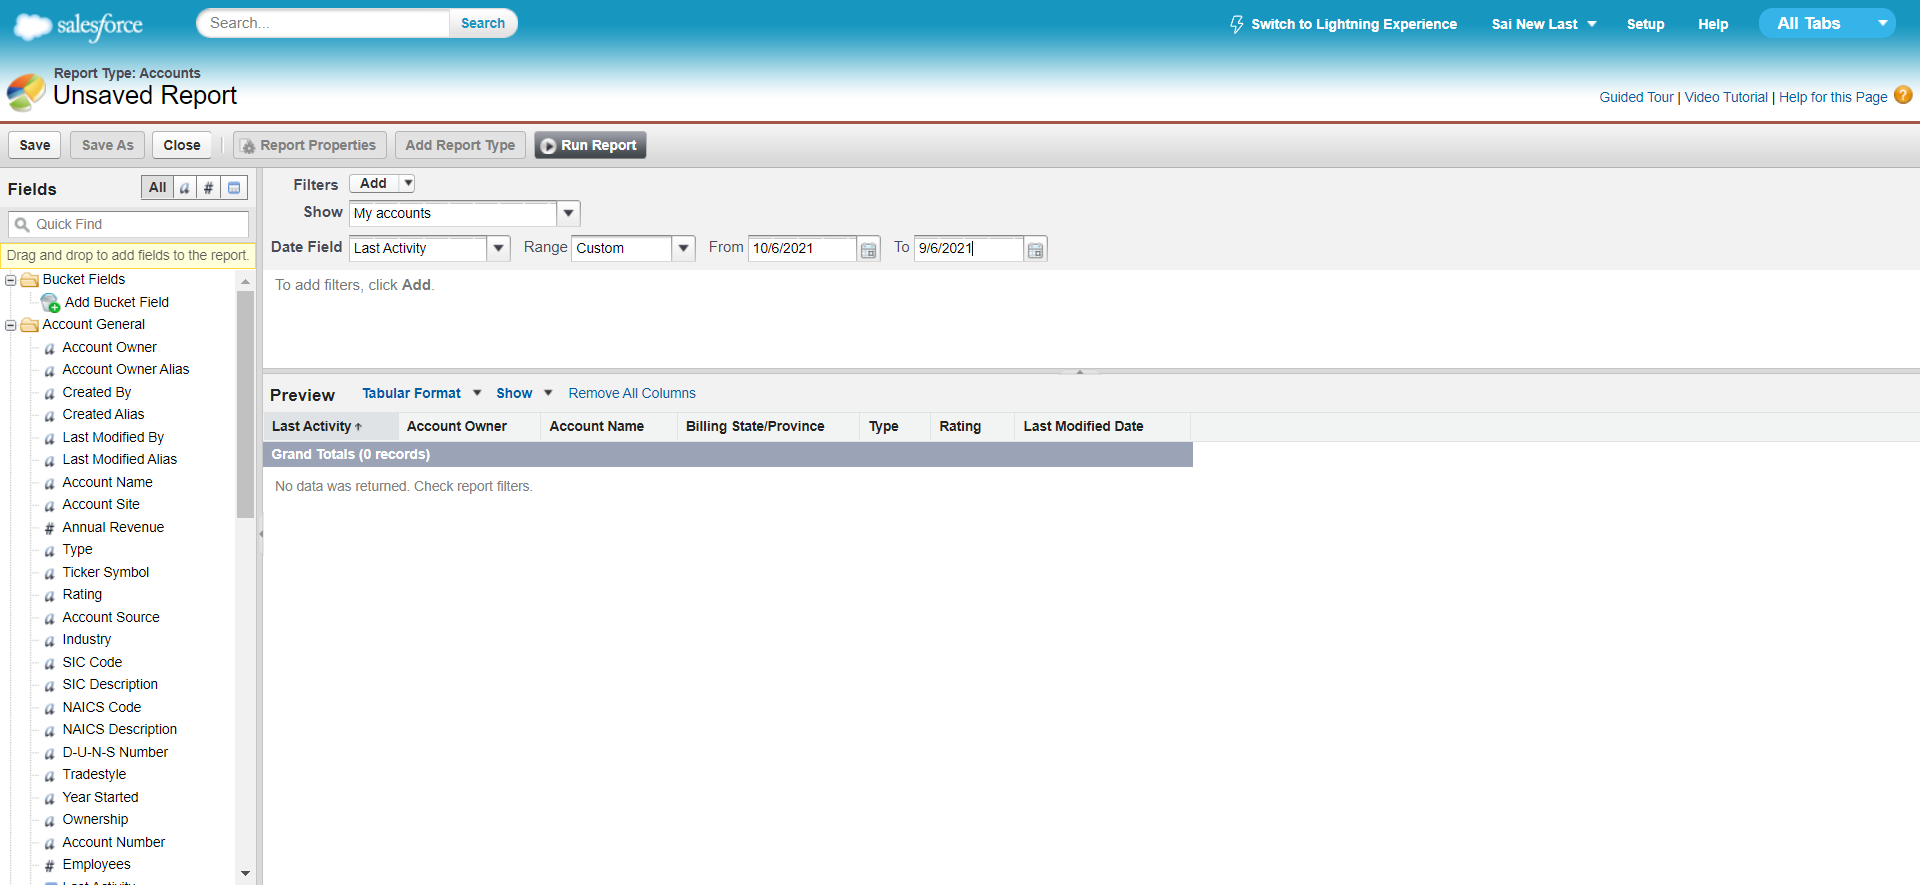 salesforce
Search...
Search
Switch to Lightning Experience
Sai New Last
Setup
Help
All Tabs
Report Type: Accounts
Unsaved Report
Guided Tour | Video Tutorial | Help for this Page
?
Save
Save As
Close
Report Properties
Add Report Type
Run Report
Fields
All
a
#
Quick Find
Drag and drop to add fields to the report.
Bucket Fields
Add Bucket Field
Account General
a Account Owner
a Account Owner Alias
a Created By
a Created Alias
a Last Modified By
a Last Modified Alias
a Account Name
a Account Site
# Annual Revenue
a Type
a Ticker Symbol
a Rating
a Account Source
a Industry
a SIC Code
a SIC Description
a NAICS Code
a NAICS Description
a D-U-N-S Number
a Tradestyle
a Year Started
a Ownership
a Account Number
# Employees
Last Activity
Filters Add
Show My accounts
Date Field Last Activity Range Custom From 10/6/2021 To 9/6/2021
To add filters, click Add.
Preview Tabular Format Show Remove All Columns
Last Activity Account Owner Account Name Billing State/Province Type Rating Last Modified Date
Grand Totals (0 records)
No data was returned. Check report filters.